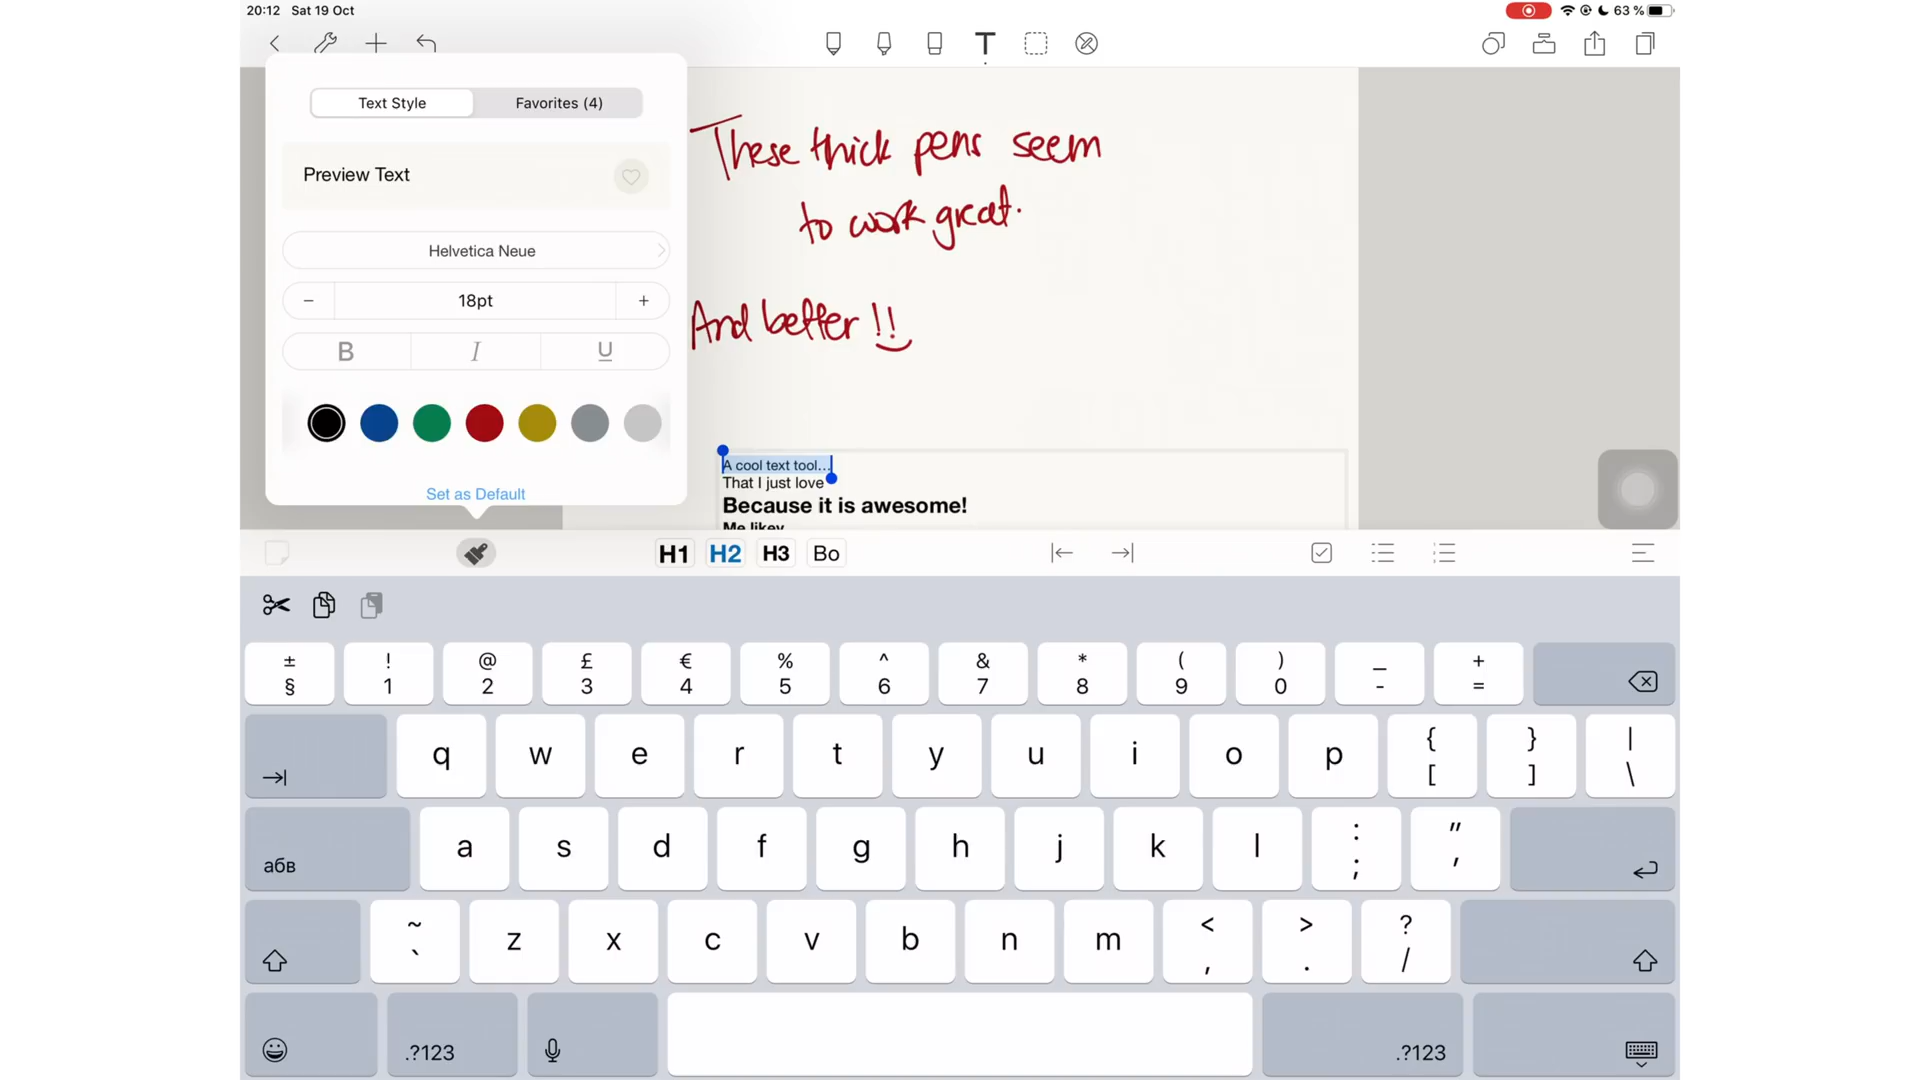 20:12 Sat 19 Oct
63 %
T
Text Style
Favorites (4)
Preview Text
Helvetica Neue
− 18pt +
B I U
Set as Default
These thick pens seem
to work great.
And better !!
A cool text tool...
That I just love
Because it is awesome!
Me likey
H1 H2 H3 Bo
± ! @ £ € % ^ & * ( ) _ +
§ 1 2 3 4 5 6 7 8 9 0 - =
q w e r t y u i o p { } |
[ ] \
абв a s d f g h j k l : "
; '
~ z x c v b n m < > ?
` , . /
.?123 .?123